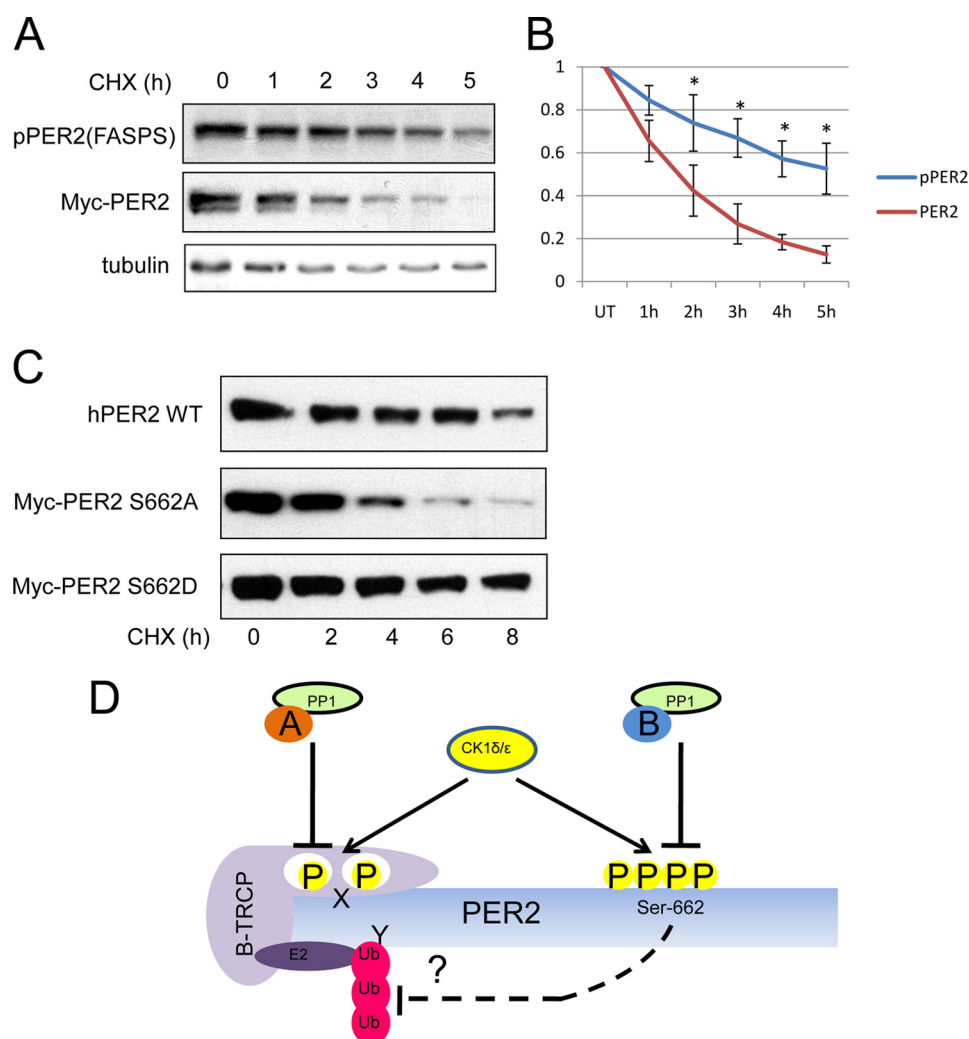 A
CHX (h) 0 1 2 3 4 5
pPER2(FASPS)
Myc-PER2
tubulin
B
1
0.8
0.6
0.4
0.2
0
* * * *
UT 1h 2h 3h 4h 5h
pPER2
PER2
C
hPER2 WT
Myc-PER2 S662A
Myc-PER2 S662D
CHX (h) 0 2 4 6 8
D
PP1
A
CK1δ/ε
PP1
B
P P
P P P P
X
B-TRCP
PER2
Ser-662
Y
E2
Ub
Ub
Ub
?